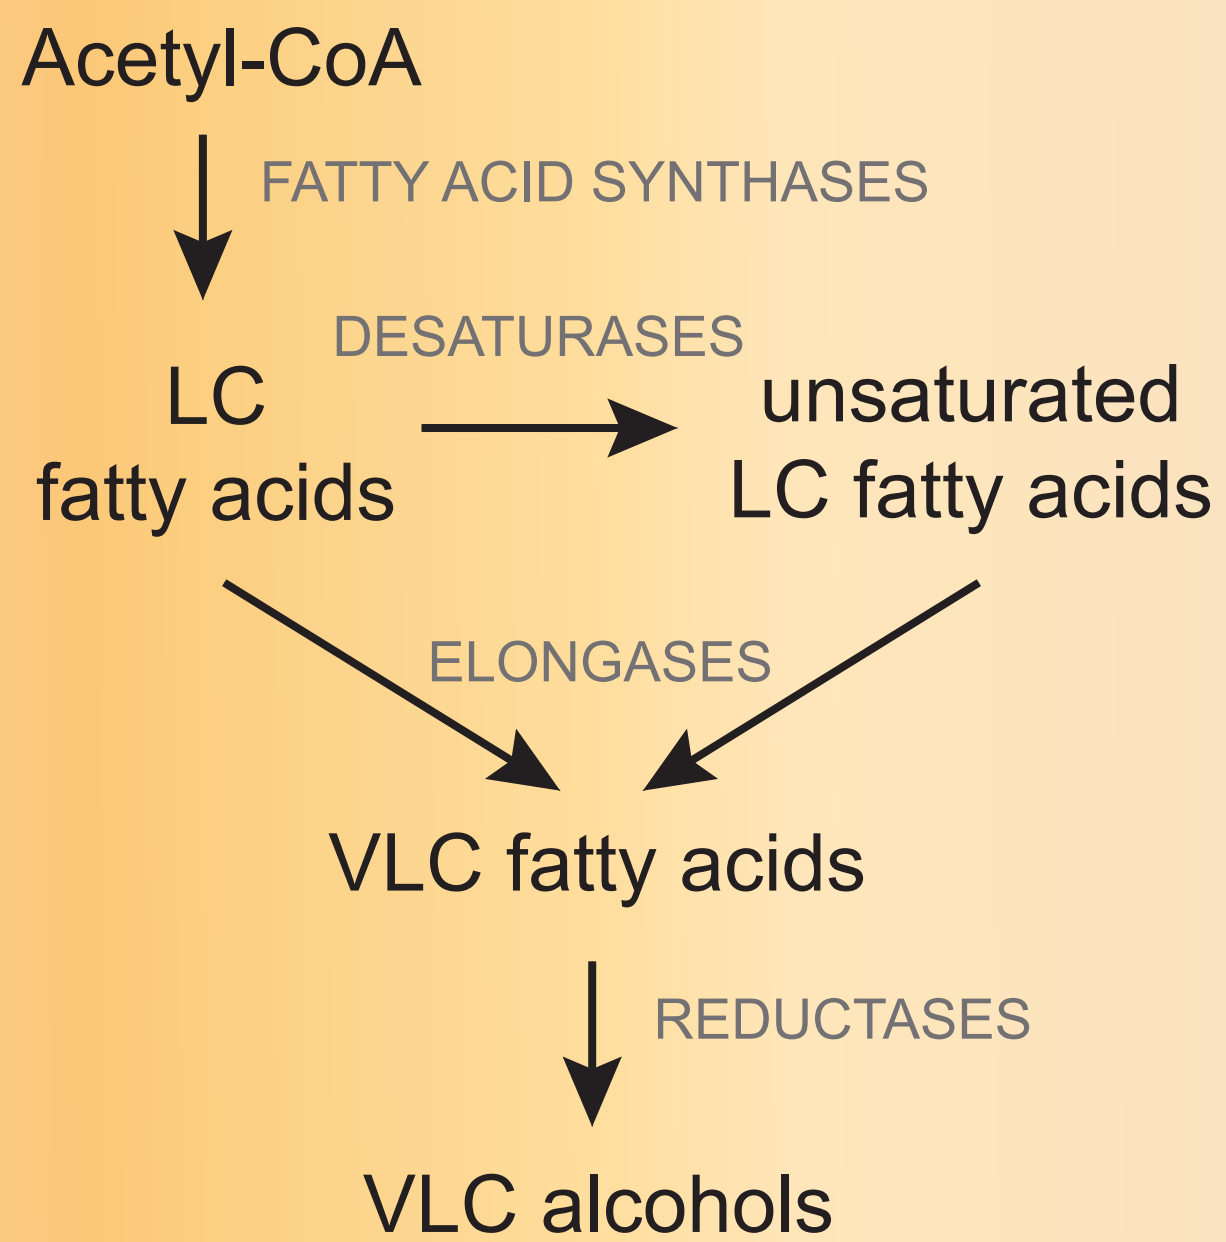 Acetyl-CoA
FATTY ACID SYNTHASES
DESATURASES
LC
fatty acids
unsaturated
LC fatty acids
ELONGASES
VLC fatty acids
REDUCTASES
VLC alcohols